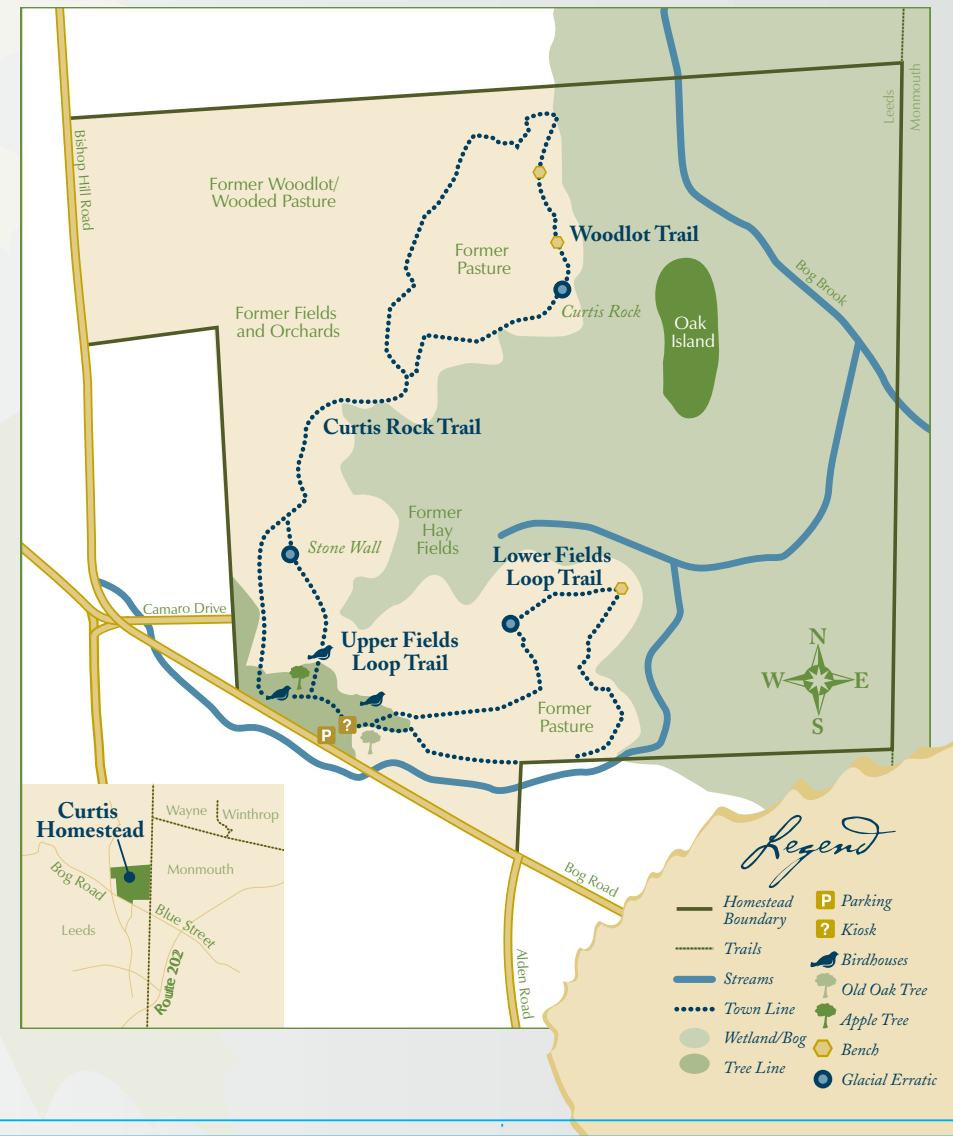 Leeds
Monmouth
Bishop Hill Road
Former Woodlot/
Wooded Pasture
Woodlot Trail
Former
Pasture
Bog Brook
Curtis Rock
Former Fields
and Orchards
Oak
Island
Curtis Rock Trail
Former
Hay
Fields
Stone Wall
Lower Fields
Loop Trail
Camaro Drive
Upper Fields
Loop Trail
N
W
E
S
Former
Pasture
P
?
Curtis
Homestead
Wayne
Winthrop
Monmouth
Bog Road
Blue Street
Leeds
Route 202
Bog Road
Alden Road
Legend
Homestead
Boundary
Trails
Streams
Town Line
Wetland/Bog
Tree Line
P Parking
? Kiosk
Birdhouses
Old Oak Tree
Apple Tree
Bench
Glacial Erratic